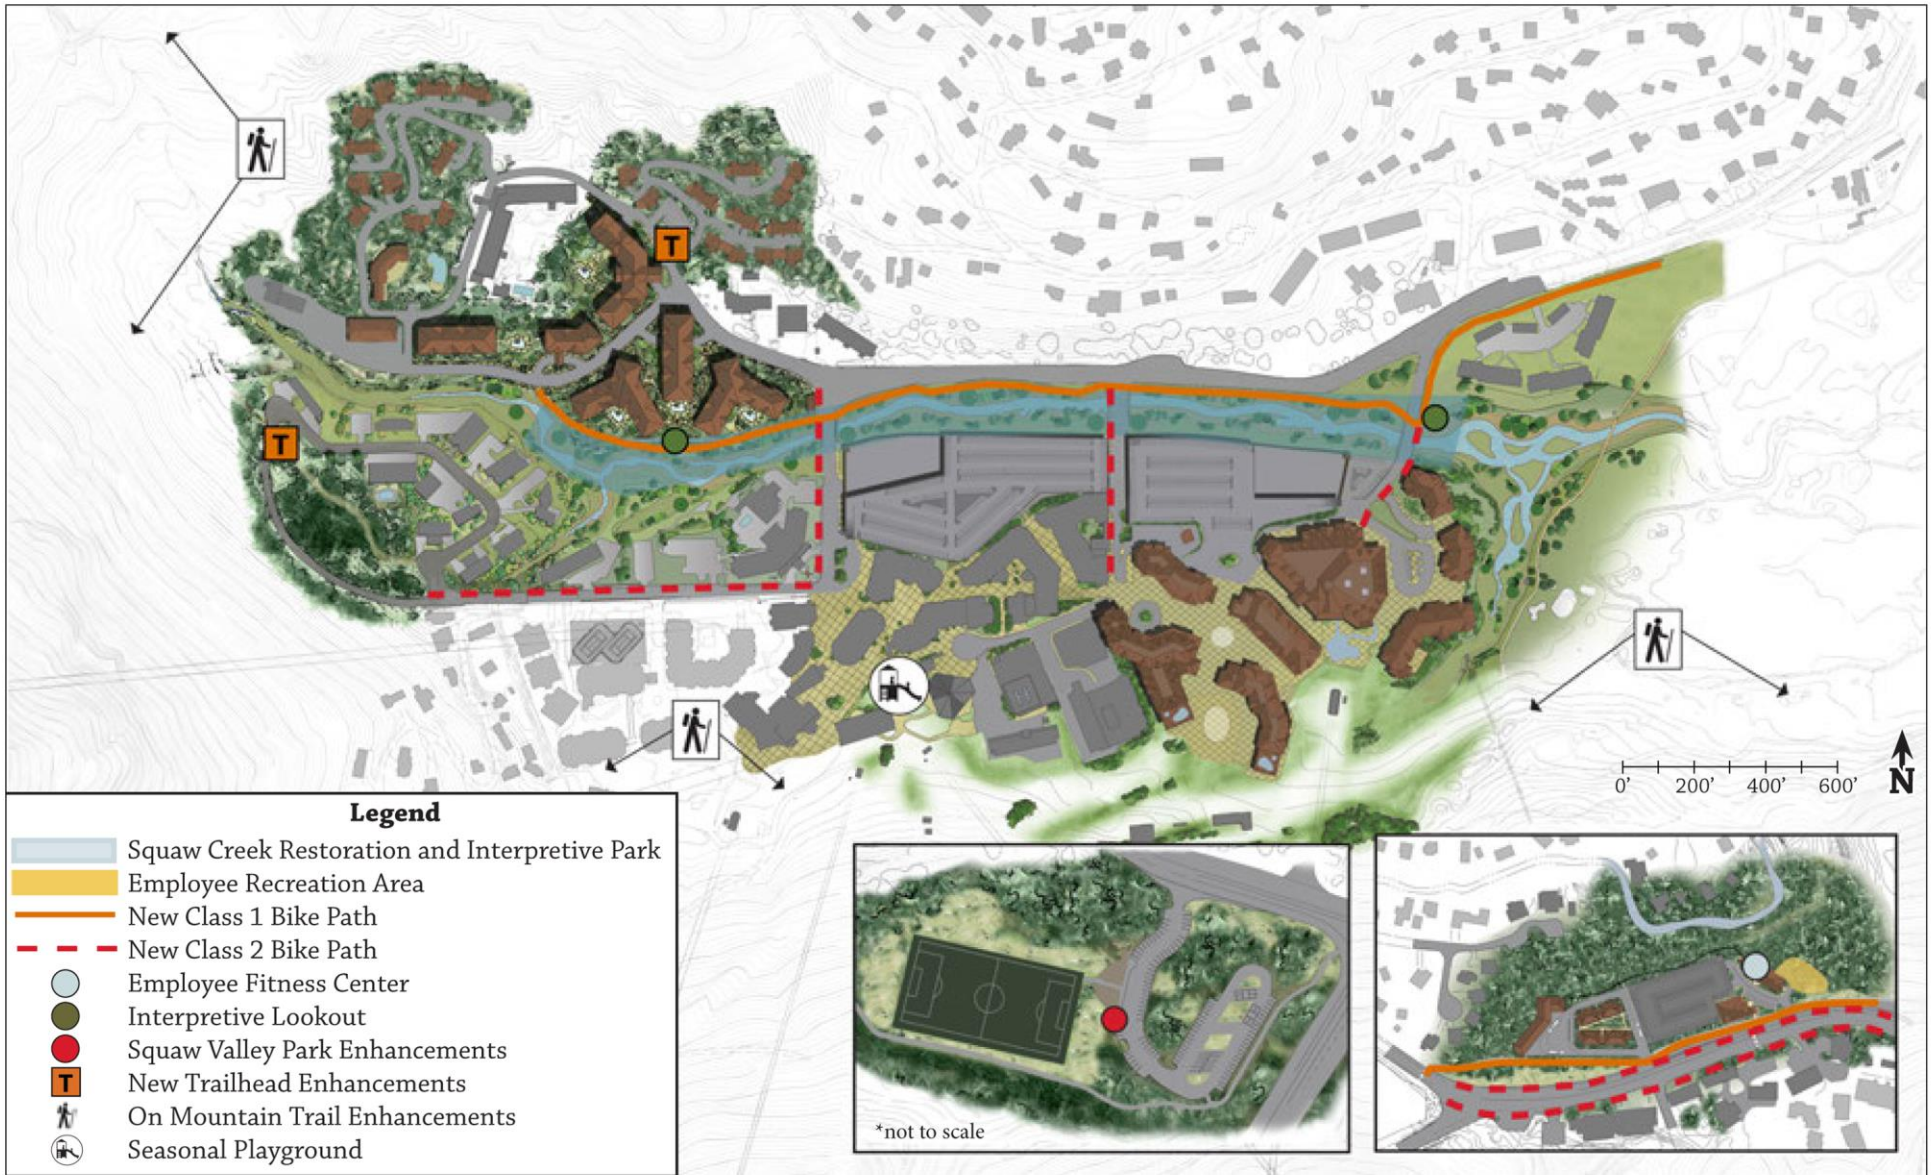 T
T
0' 200' 400' 600'
N
Legend
Squaw Creek Restoration and Interpretive Park
Employee Recreation Area
New Class 1 Bike Path
New Class 2 Bike Path
Employee Fitness Center
Interpretive Lookout
Squaw Valley Park Enhancements
T New Trailhead Enhancements
On Mountain Trail Enhancements
Seasonal Playground
*not to scale